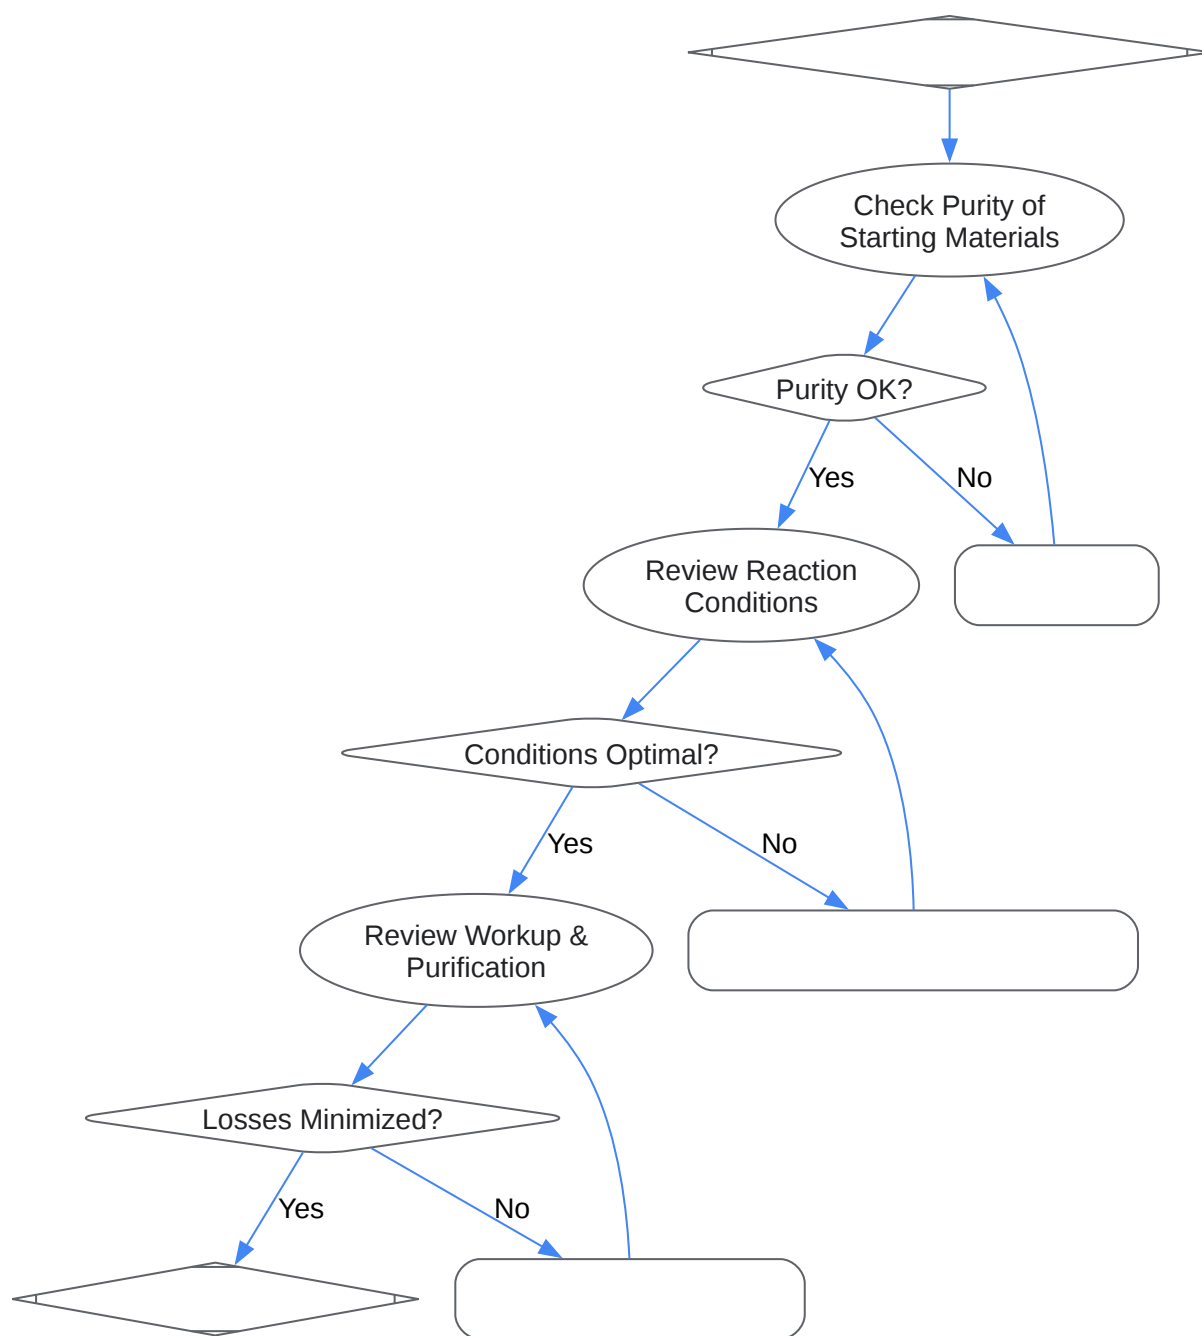 Check Purity of
Starting Materials
Purity OK?
Yes
No
Review Reaction
Conditions
Conditions Optimal?
Yes
No
Review Workup &
Purification
Losses Minimized?
Yes
No